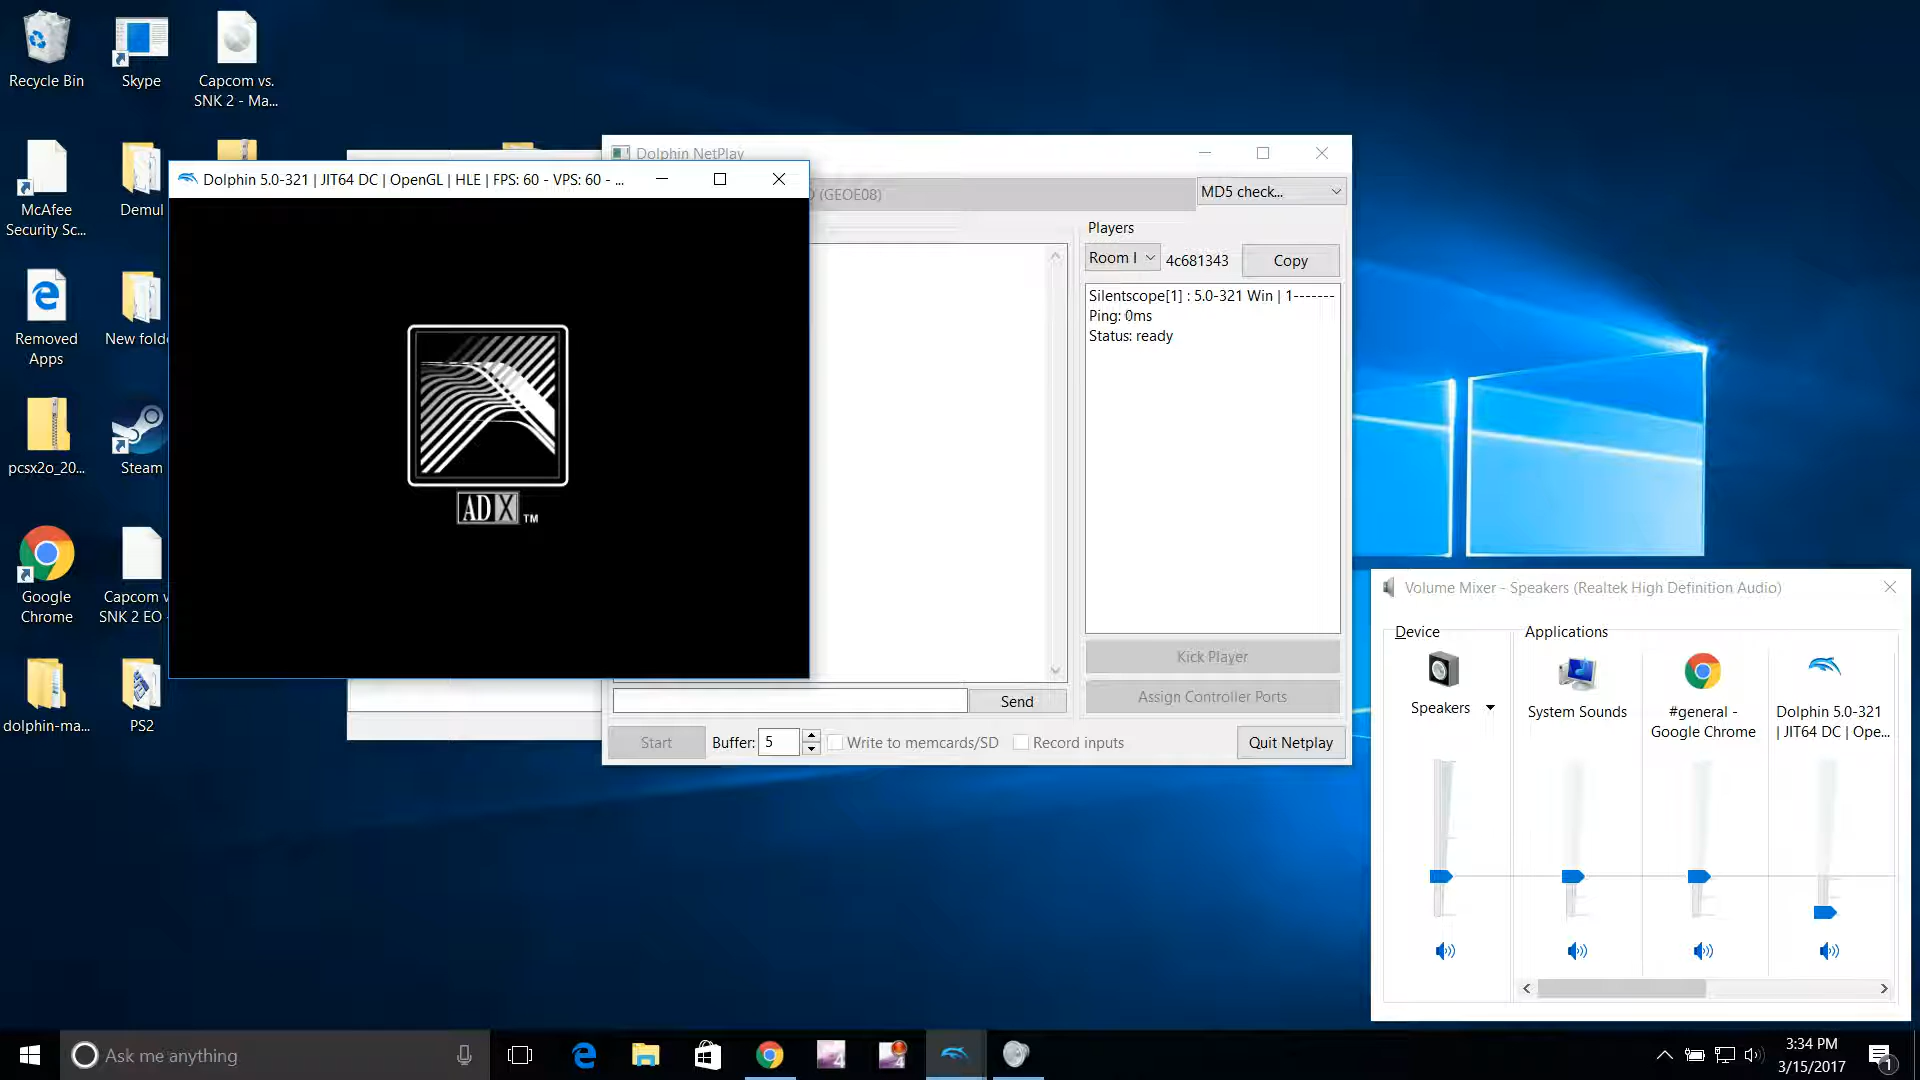 Recycle Bin
Skype
Capcom vs.
SNK 2 - Ma...
McAfee
Security Sc...
Demul
Removed
Apps
New folde
pcsx2o_20...
Steam
Google
Chrome
Capcom v
SNK 2 EO -
dolphin-ma...
PS2
Dolphin 5.0-321 | JIT64 DC | OpenGL | HLE | FPS: 60 - VPS: 60 - ...
ADX TM
Dolphin NetPlay
(GEOE08)
MD5 check...
Players
Room I
4c681343
Copy
Silentscope[1] : 5.0-321 Win | 1-------
Ping: 0ms
Status: ready
Kick Player
Assign Controller Ports
Send
Start
Buffer: 5
Write to memcards/SD
Record inputs
Quit Netplay
Volume Mixer - Speakers (Realtek High Definition Audio)
Device
Applications
Speakers
System Sounds
#general -
Google Chrome
Dolphin 5.0-321
| JIT64 DC | Ope...
Ask me anything
4
4
3:34 PM
3/15/2017
1